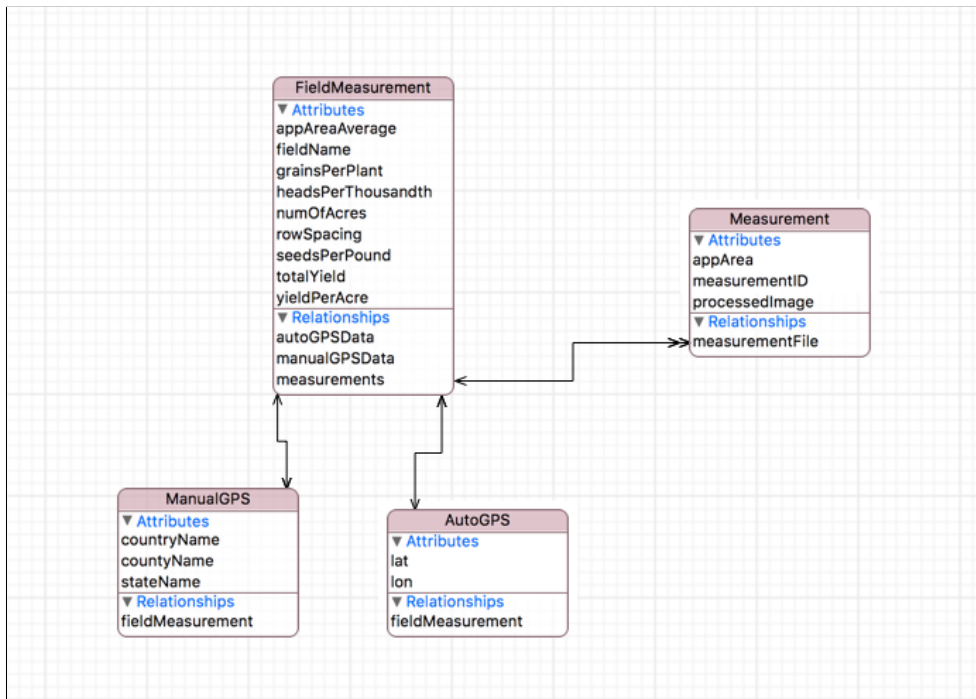 FieldMeasurement
Attributes
appAreaAverage
fieldName
grainsPerPlant
headsPerThousandth
numOfAcres
rowSpacing
seedsPerPound
totalYield
yieldPerAcre
Relationships
autoGPSData
manualGPSData
measurements
Measurement
Attributes
appArea
measurementID
processedImage
Relationships
measurementFile
ManualGPS
Attributes
countryName
countyName
stateName
Relationships
fieldMeasurement
AutoGPS
Attributes
lat
lon
Relationships
fieldMeasurement